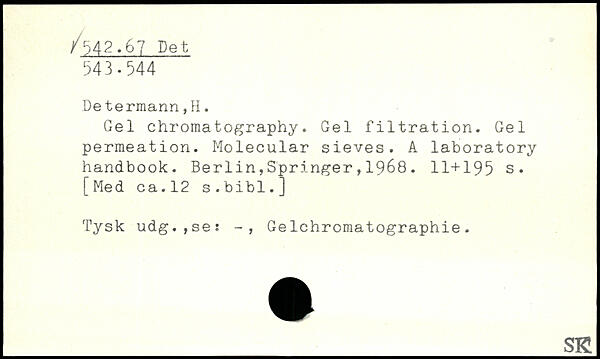 √542.67 Det
543.544
Determann,H.
Gel chromatography. Gel filtration. Gel
permeation. Molecular sieves. A laboratory
handbook. Berlin,Springer,1968. 11+195 s.
[Med ca.12 s.bibl.]
Tysk udg.,se: -, Gelchromatographie.
SK